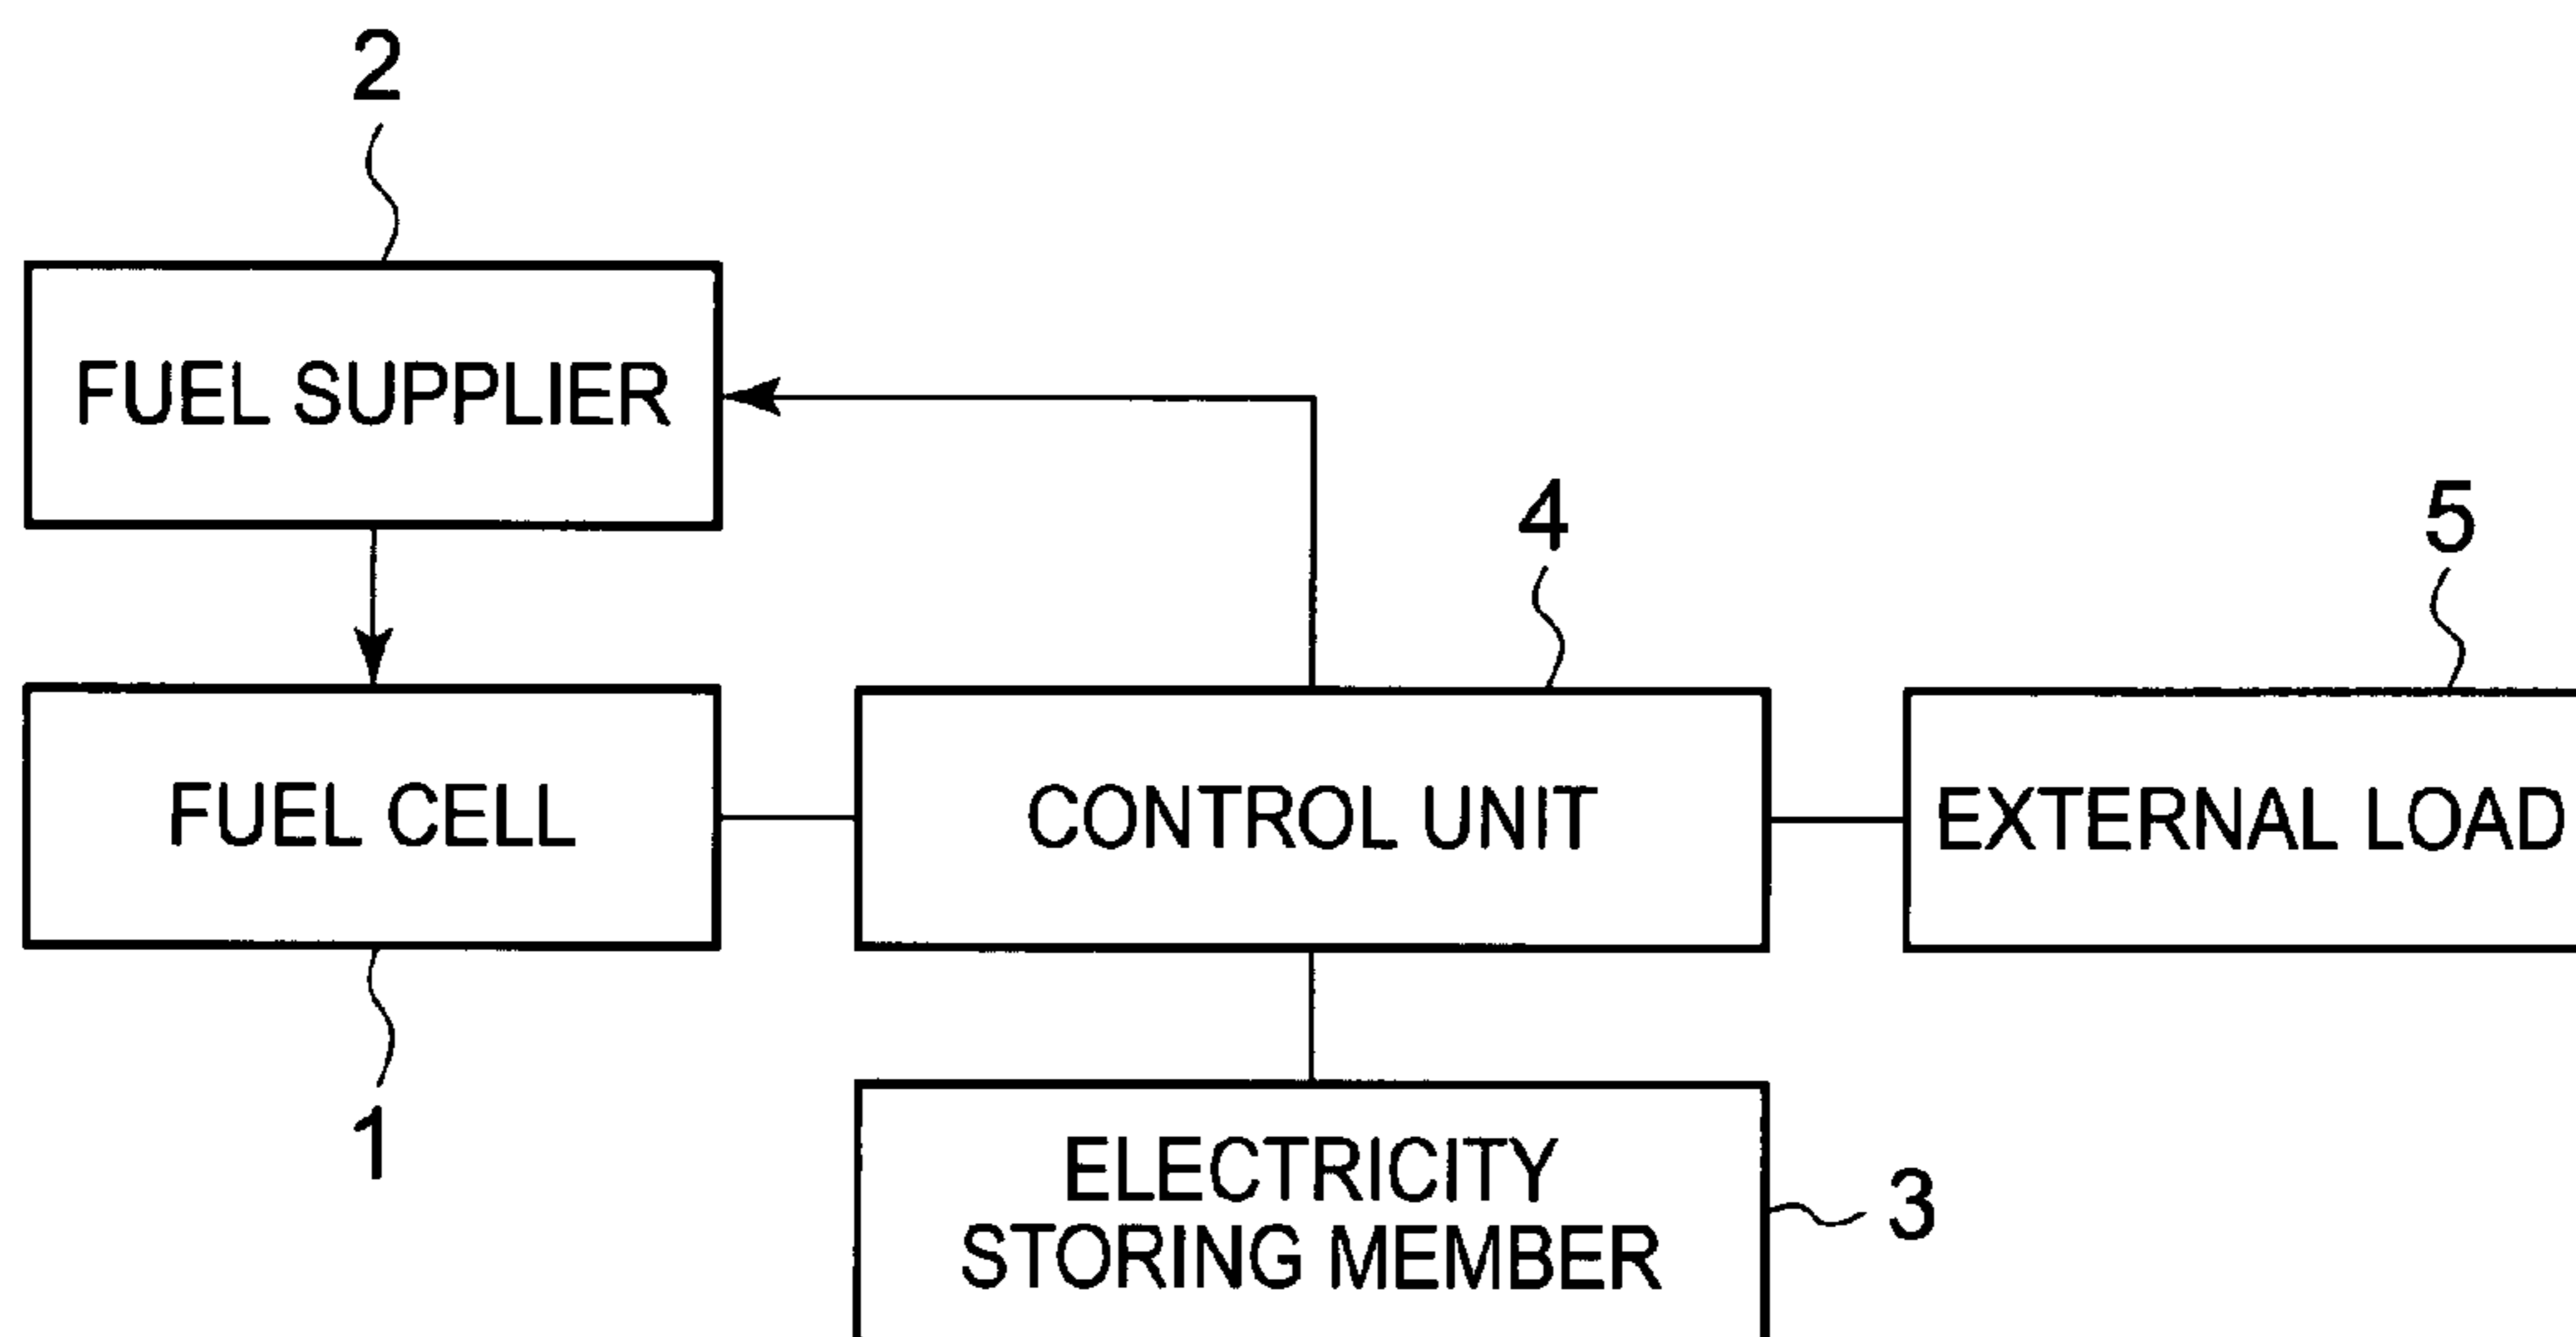 2
FUEL SUPPLIER
4
5
FUEL CELL
CONTROL UNIT
EXTERNAL LOAD
1
ELECTRICITY
STORING MEMBER
3